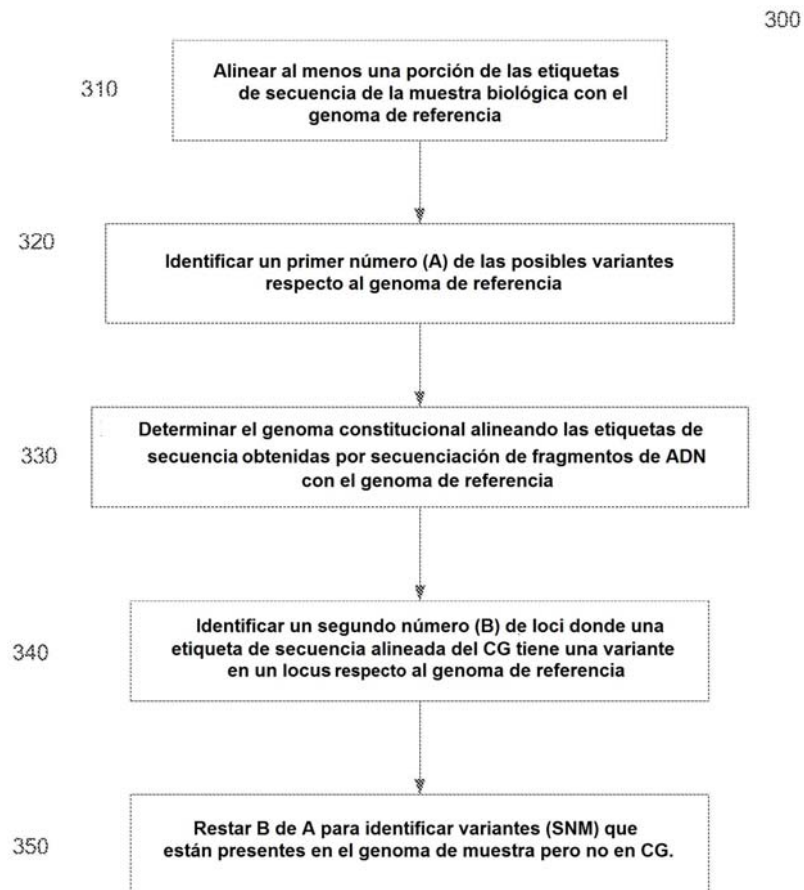 300
310
Alinear al menos una porción de las etiquetas
de secuencia de la muestra biológica con el
genoma de referencia
320
Identificar un primer número (A) de las posibles variantes
respecto al genoma de referencia
330
Determinar el genoma constitucional alineando las etiquetas de
secuencia obtenidas por secuenciación de fragmentos de ADN
con el genoma de referencia
340
Identificar un segundo número (B) de loci donde una
etiqueta de secuencia alineada del CG tiene una variante
en un locus respecto al genoma de referencia
350
Restar B de A para identificar variantes (SNM) que
están presentes en el genoma de muestra pero no en CG.